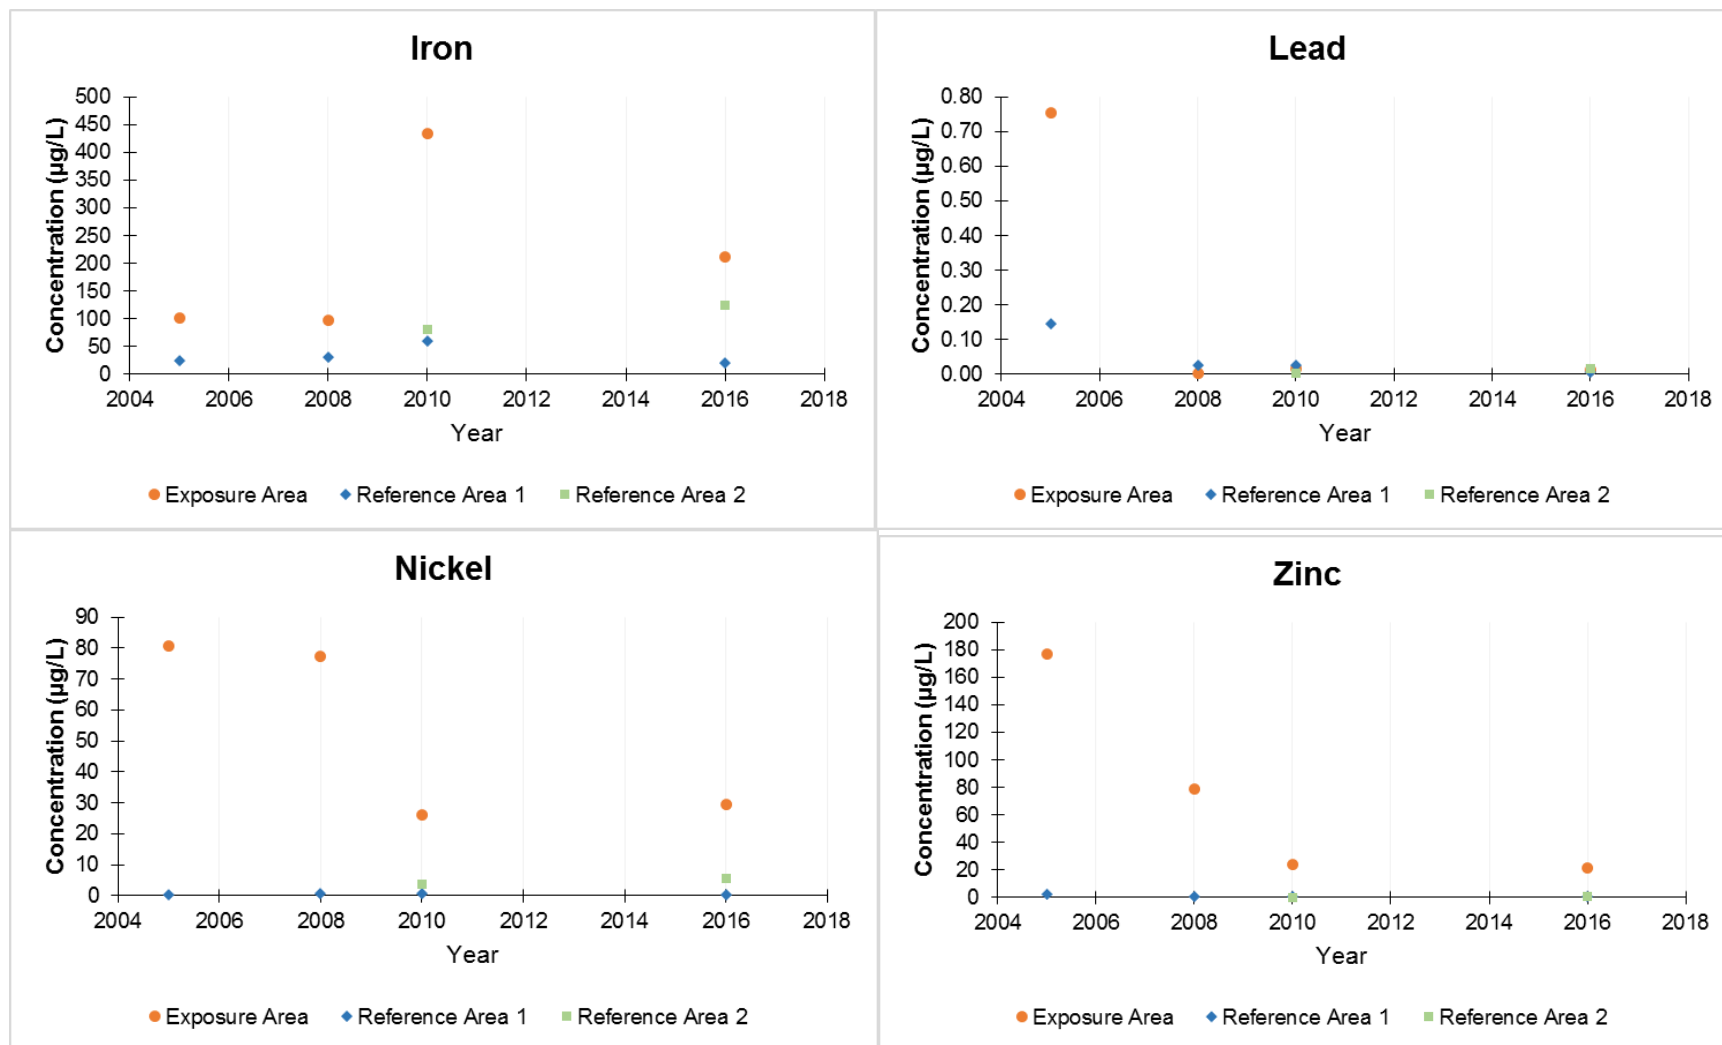 Iron
Concentration (µg/L)
500
450
400
350
300
250
200
150
100
50
0
2004 2006 2008 2010 2012 2014 2016 2018
Year
Exposure Area Reference Area 1 Reference Area 2
Lead
Concentration (µg/L)
0.80
0.70
0.60
0.50
0.40
0.30
0.20
0.10
0.00
2004 2006 2008 2010 2012 2014 2016 2018
Year
Exposure Area Reference Area 1 Reference Area 2
Nickel
Concentration (µg/L)
90
80
70
60
50
40
30
20
10
0
2004 2006 2008 2010 2012 2014 2016 2018
Year
Exposure Area Reference Area 1 Reference Area 2
Zinc
Concentration (µg/L)
200
180
160
140
120
100
80
60
40
20
0
2004 2006 2008 2010 2012 2014 2016 2018
Year
Exposure Area Reference Area 1 Reference Area 2